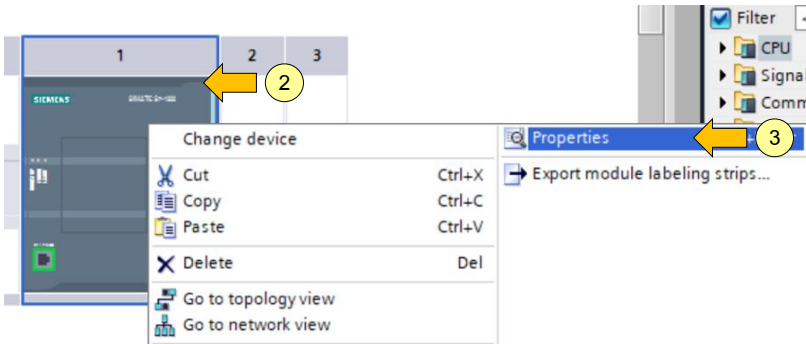 Filter
1 2 3
CPU
2
Signa
SIEMENS
Comm
Change device
Properties
3
Cut Ctrl+X
Export module labeling strips...
Copy Ctrl+C
Paste Ctrl+V
Delete Del
Go to topology view
Go to network view